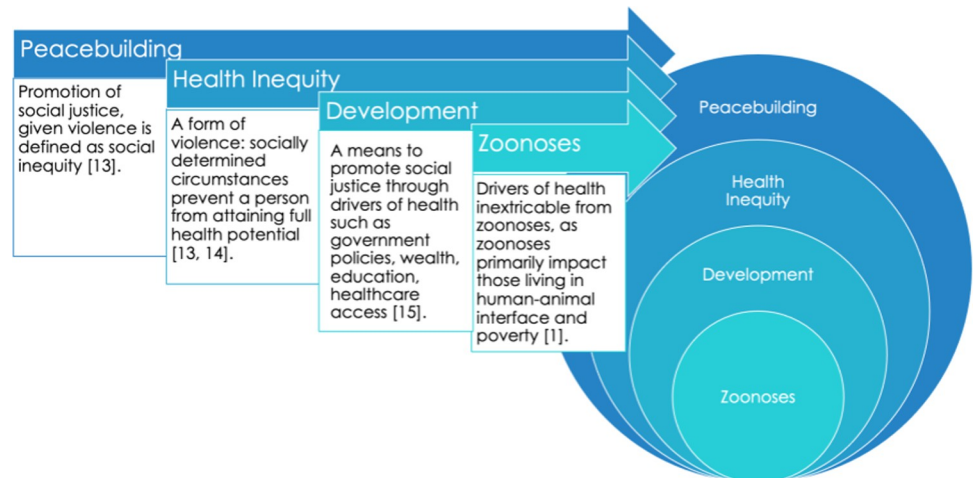 Peacebuilding
Promotion of
social justice,
given violence is
defined as social
inequity [13].
Health Inequity
A form of
violence: socially
determined
circumstances
prevent a person
from attaining full
health potential
[13, 14].
Development
A means to
promote social
justice through
drivers of health
such as
government
policies, wealth,
education,
healthcare
access [15].
Zoonoses
Drivers of health
inextricable from
zoonoses, as
zoonoses
primarily impact
those living in
human-animal
interface and
poverty [1].
Peacebuilding
Health
Inequity
Development
Zoonoses